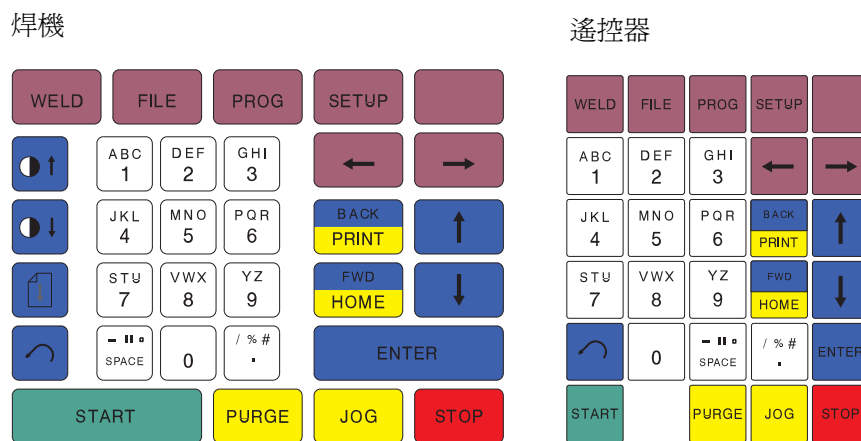 焊機
WELD FILE PROG SETUP
ABC DEF GHI
1 2 3
JKL MNO PQR BACK
4 5 6 PRINT
STU VWX YZ FWD
7 8 9 HOME
/ % #
SPACE 0 . ENTER
START PURGE JOG STOP
遙控器
WELD FILE PROG SETUP
ABC DEF GHI
1 2 3
JKL MNO PQR BACK
4 5 6 PRINT
STU VWX YZ FWD
7 8 9 HOME
/ % #
0 SPACE . ENTER
START PURGE JOG STOP